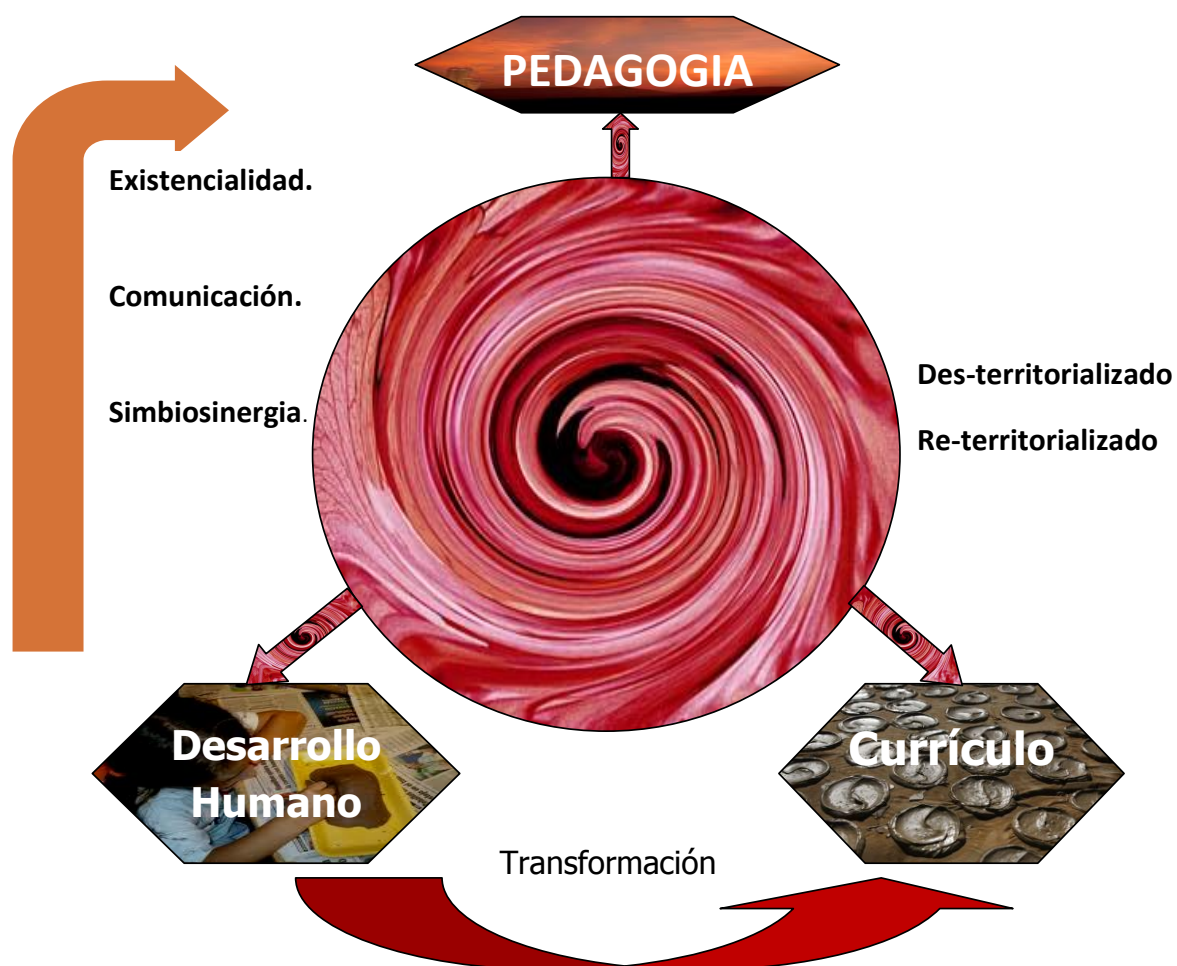 PEDAGOGIA
Existencialidad.
Comunicación.
Simbiosinergia.
Des-territorializado
Re-territorializado
Desarrollo
Humano
Currículo
Transformación